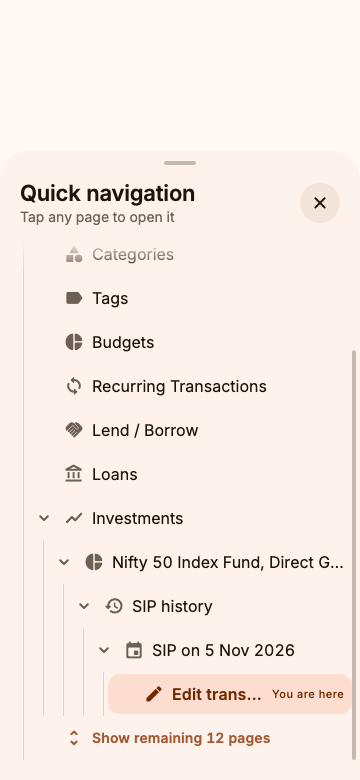 Quick navigation
Tap any page to open it
Categories
Tags
Budgets
Recurring Transactions
Lend / Borrow
Loans
Investments
Nifty 50 Index Fund, Direct G...
SIP history
SIP on 5 Nov 2026
Edit trans... You are here
Show remaining 12 pages